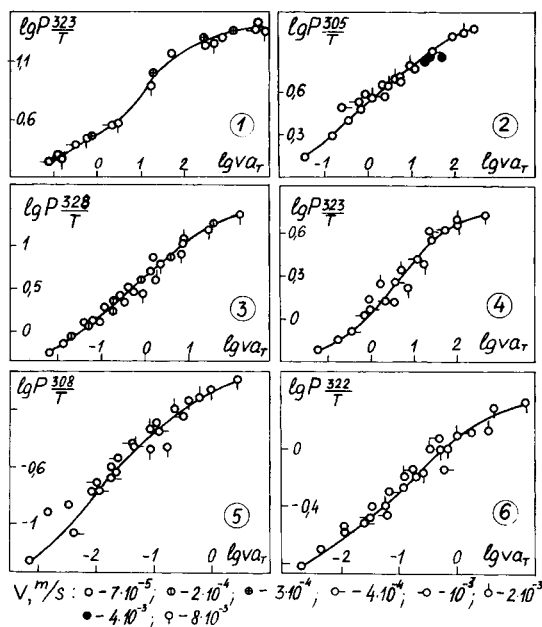 lgP 323/T
1,1
0,6
①
-1 0 1 2 3
lgva_T
lgP 305/T
0,6
0,3
②
-1 0 1 2
lgva_T
lgP 328/T
1
0,5
0
③
-1 0 1
lgva_T
lgP 323/T
0,6
0,3
0
④
-1 0 1 2
lgva_T
lgP 308/T
-0,6
-1
⑤
-2 -1 0
lgva_T
lgP 322/T
0
-0,4
⑥
-2 -1 0
lgva_T
V, m/s: -7·10⁻⁵; -2·10⁻⁴; - 3·10⁻⁴; -4·10⁻⁴; -10⁻³; -2·10⁻³
-4·10⁻³; -8·10⁻³